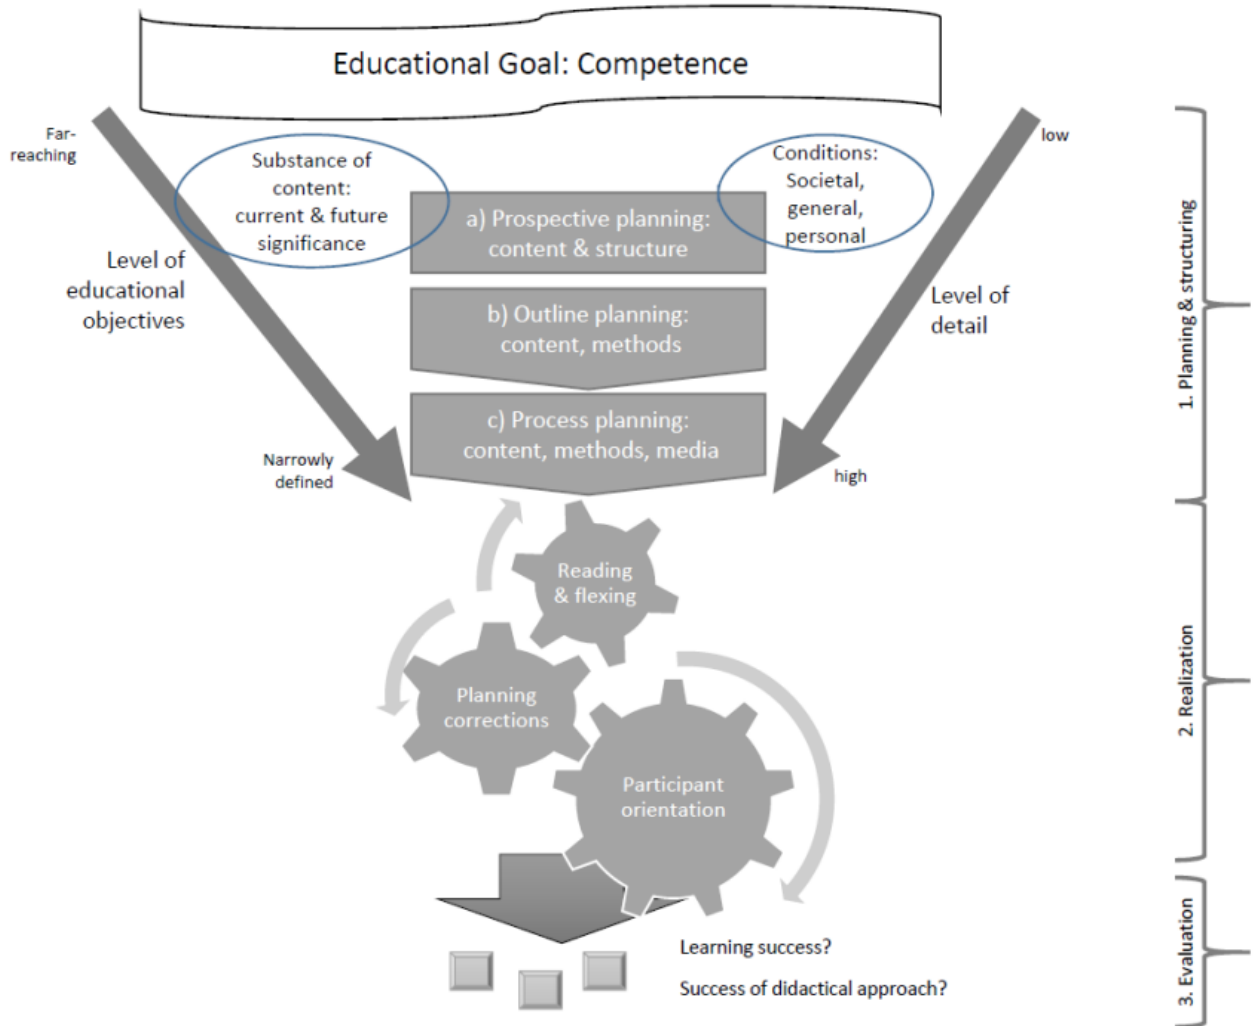 Educational Goal: Competence
Far-
reaching
low
Substance of
content:
current & future
significance
Conditions:
Societal,
general,
personal
a) Prospective planning:
content & structure
Level of
educational
objectives
Level of
detail
b) Outline planning:
content, methods
c) Process planning:
content, methods, media
Narrowly
defined
high
1. Planning & structuring
Reading
& flexing
Planning
corrections
Participant
orientation
2. Realization
Learning success?
Success of didactical approach?
3. Evaluation